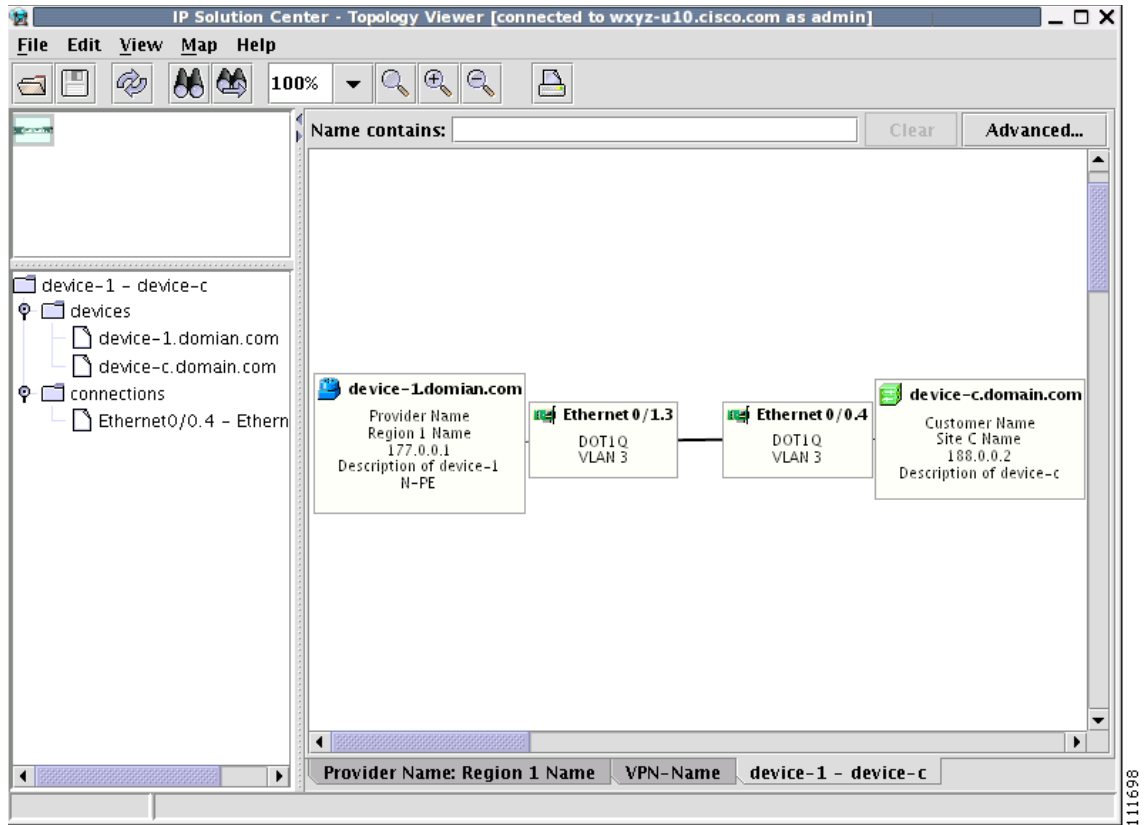 IP Solution Center - Topology Viewer [connected to wxyz-u10.cisco.com as admin]
File Edit View Map Help
100%
Name contains:
Clear
Advanced...
device-1 - device-c
devices
device-1.domian.com
device-c.domain.com
connections
Ethernet0/0.4 - Ethern
device-1.domian.com
Provider Name
Region 1 Name
177.0.0.1
Description of device-1
N-PE
Ethernet 0/1.3
DOT1Q
VLAN 3
Ethernet 0/0.4
DOT1Q
VLAN 3
device-c.domain.com
Customer Name
Site C Name
188.0.0.2
Description of device-c
Provider Name: Region 1 Name
VPN-Name
device-1 - device-c
111698